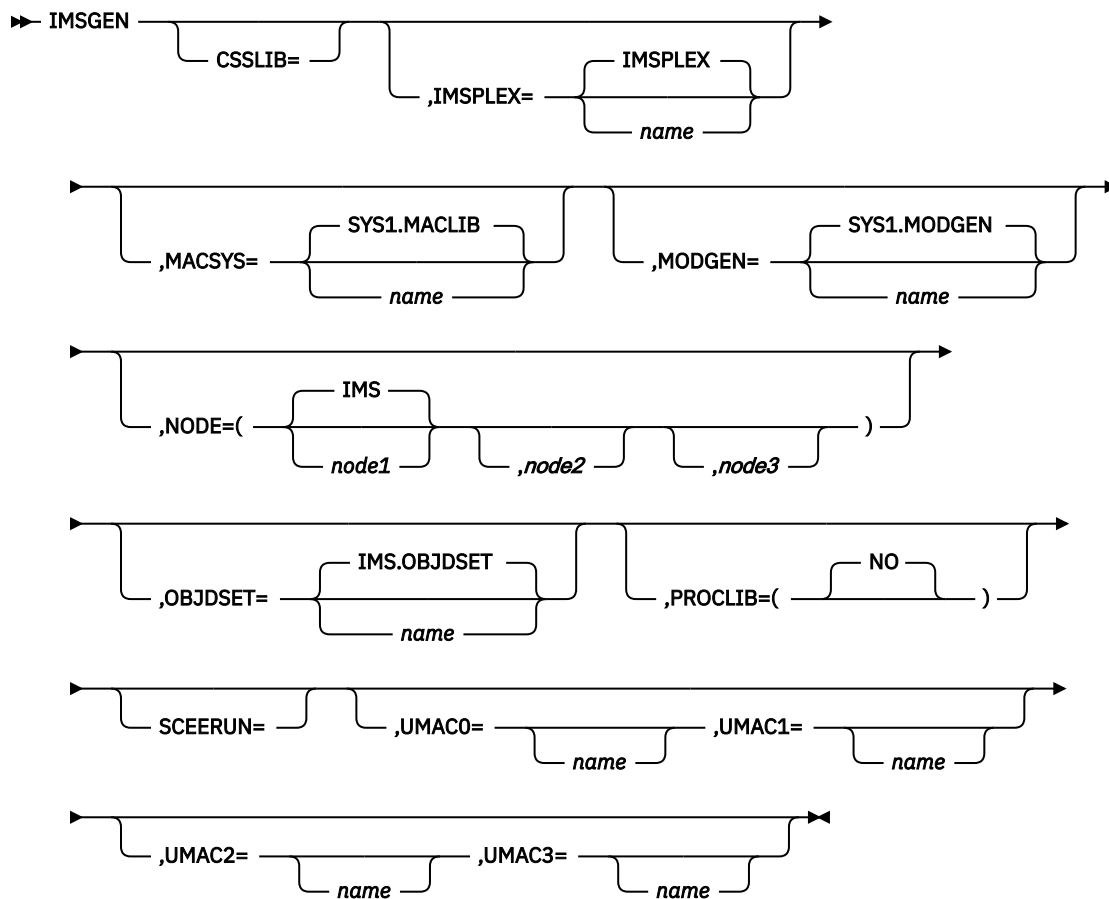 IMSGEN
CSSLIB=
,IMSPLEX=
IMSPLEX
name
,MACSYS=
SYS1.MACLIB
name
,MODGEN=
SYS1.MODGEN
name
,NODE=(
IMS
node1
,node2
,node3
)
,OBJDSET=
IMS.OBJDSET
name
,PROCLIB=(
NO
)
SCEERUN=
,UMAC0=
name
,UMAC1=
name
,UMAC2=
name
,UMAC3=
name